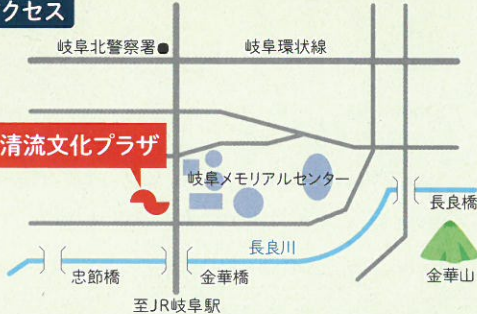 クセス
岐阜北警察署
岐阜環状線
清流文化プラザ
岐阜メモリアルセンター
長良橋
長良川
忠節橋
金華橋
金華山
至JR岐阜駅